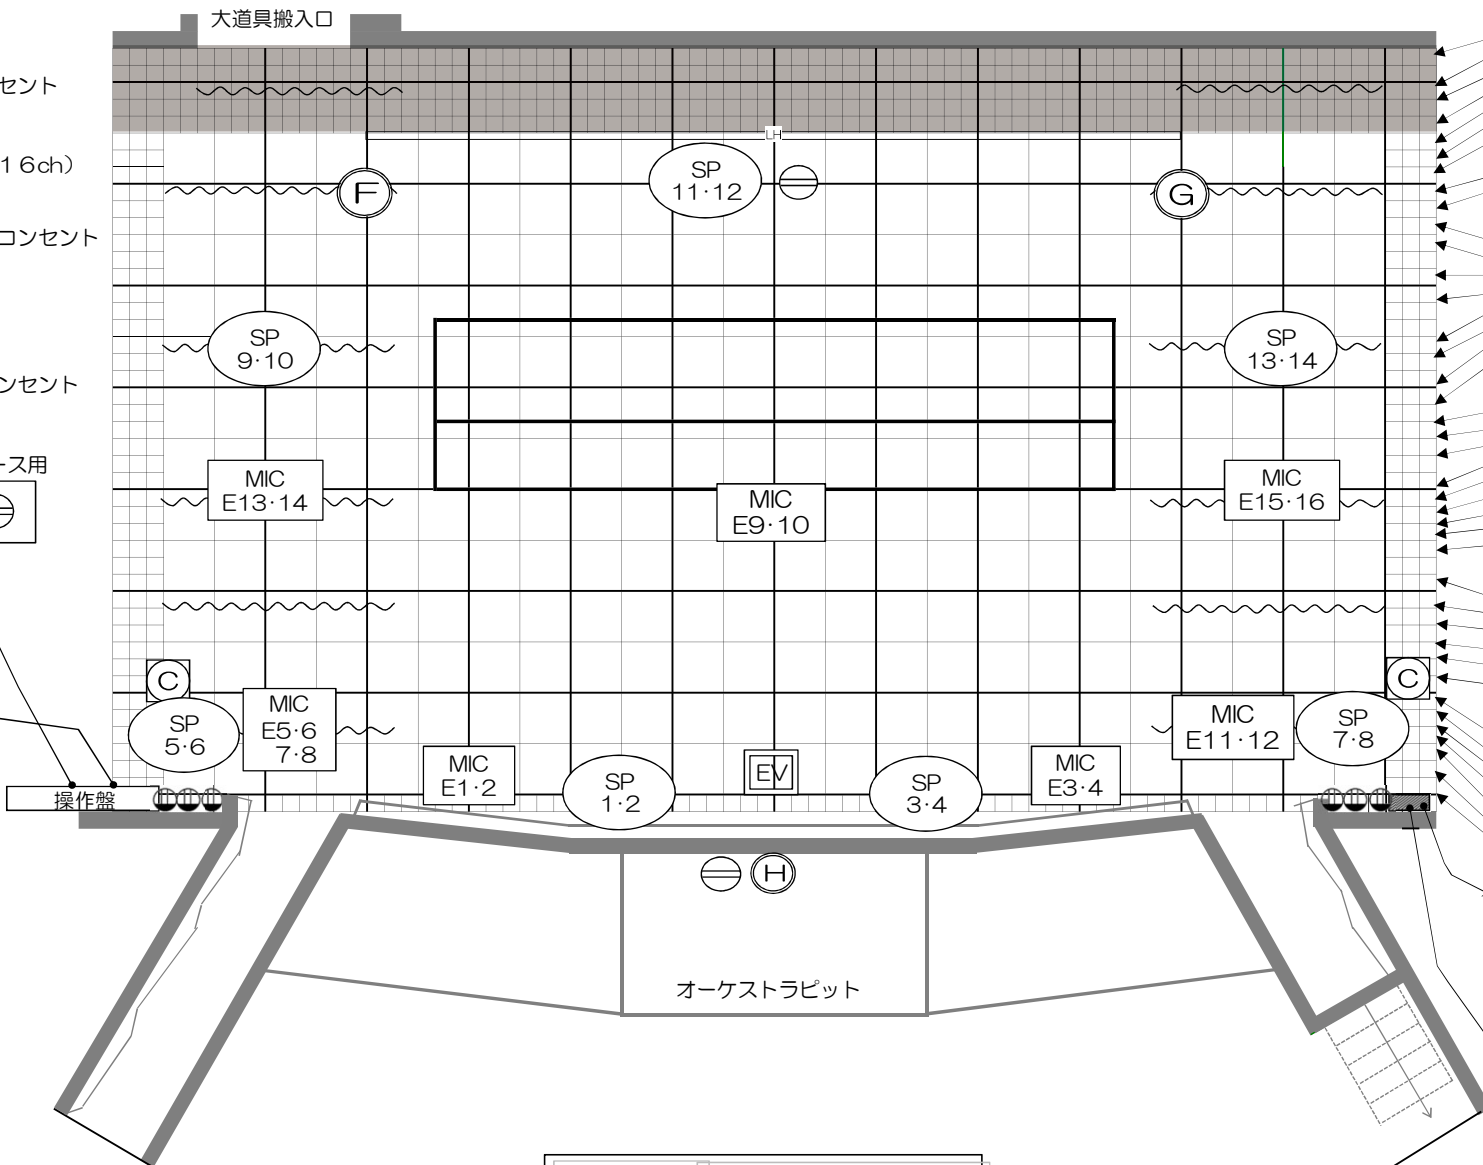 大道具搬入口
セント
LH
１６ch）
SP
11・12
F
G
コンセント
SP
9・10
SP
13・14
ンセント
ース用
MIC
E13・14
MIC
E9・10
MIC
E15・16
C
C
SP
5・6
MIC
E5・6
7・8
MIC
E11・12
SP
7・8
MIC
E1・2
SP
1・2
EV
SP
3・4
MIC
E3・4
操作盤
H
オーケストラピット